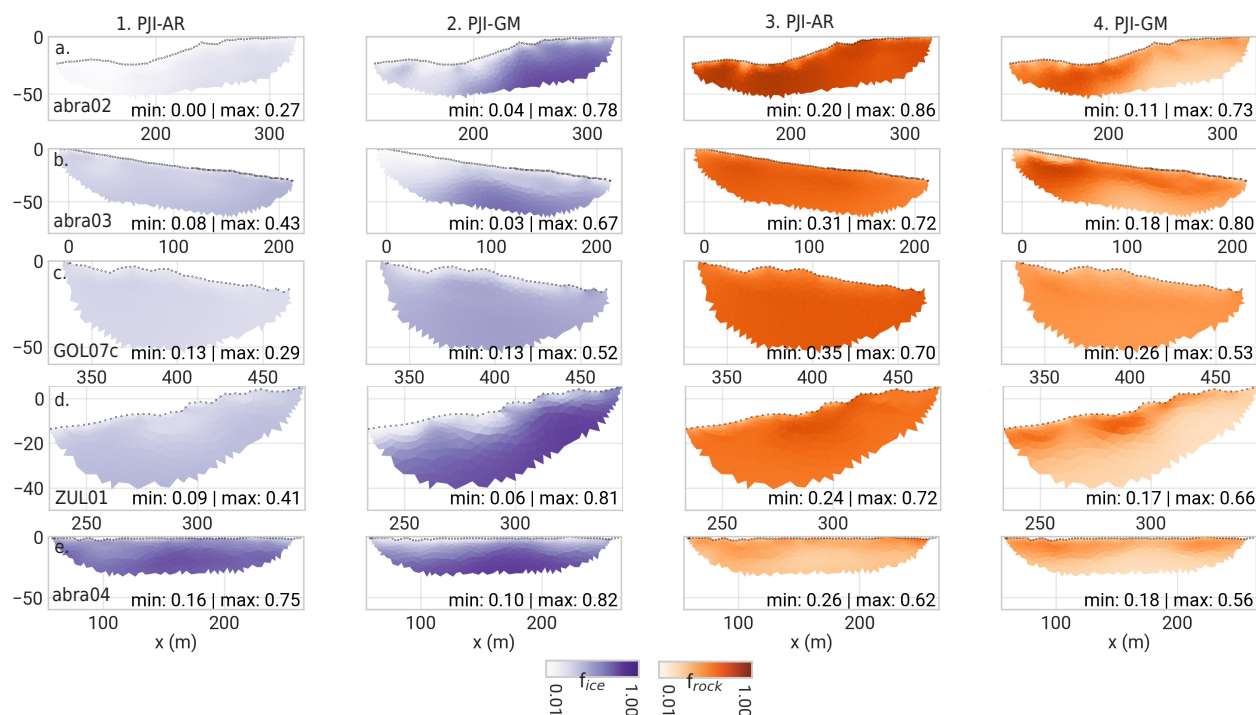 1. PJI-AR 2. PJI-GM 3. PJI-AR 4. PJI-GM
0 a.
−50 abra02 min: 0.00 | max: 0.27 min: 0.04 | max: 0.78 min: 0.20 | max: 0.86 min: 0.11 | max: 0.73
200 300 200 300 200 300 200 300
0 b.
−50 abra03 min: 0.08 | max: 0.43 min: 0.03 | max: 0.67 min: 0.31 | max: 0.72 min: 0.18 | max: 0.80
0 100 200 0 100 200 0 100 200 0 100 200
0 c.
−50 GOL07c min: 0.13 | max: 0.29 min: 0.13 | max: 0.52 min: 0.35 | max: 0.70 min: 0.26 | max: 0.53
350 400 450 350 400 450 350 400 450 350 400 450
0 d.
−20
−40 ZUL01 min: 0.09 | max: 0.41 min: 0.06 | max: 0.81 min: 0.24 | max: 0.72 min: 0.17 | max: 0.66
250 300 250 300 250 300 250 300
0 e.
−50 abra04 min: 0.16 | max: 0.75 min: 0.10 | max: 0.82 min: 0.26 | max: 0.62 min: 0.18 | max: 0.56
100 200 100 200 100 200 100 200
x (m) x (m) x (m) x (m)
0.01 fice 1.00 0.01 frock 1.00